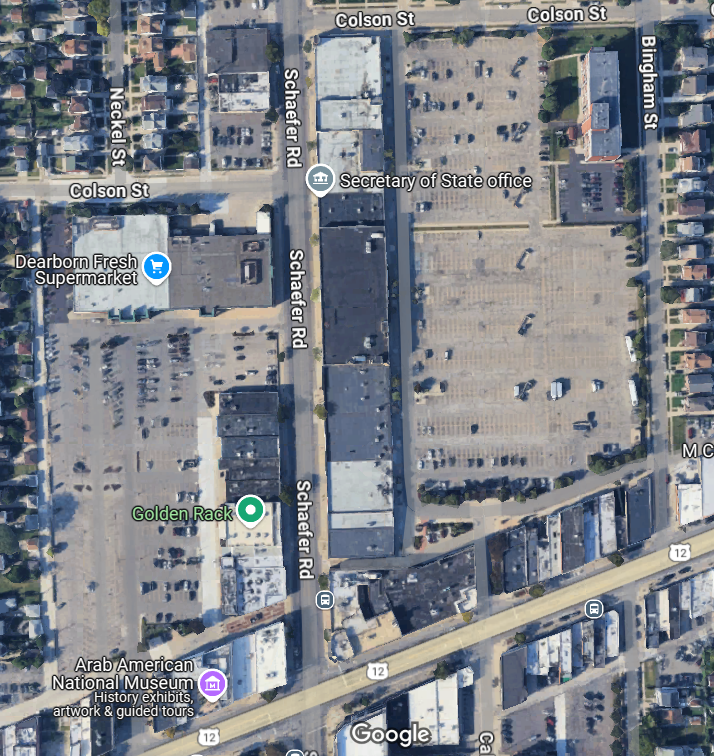 Colson St
Colson St
Bingham St
Schaefer Rd
Neckel St
Secretary of State office
Colson St
Dearborn Fresh
Supermarket
Schaefer Rd
M C
Golden Rack
Schaefer Rd
12
Arab American
National Museum
History exhibits,
artwork & guided tours
12
12
Google
Ca
S